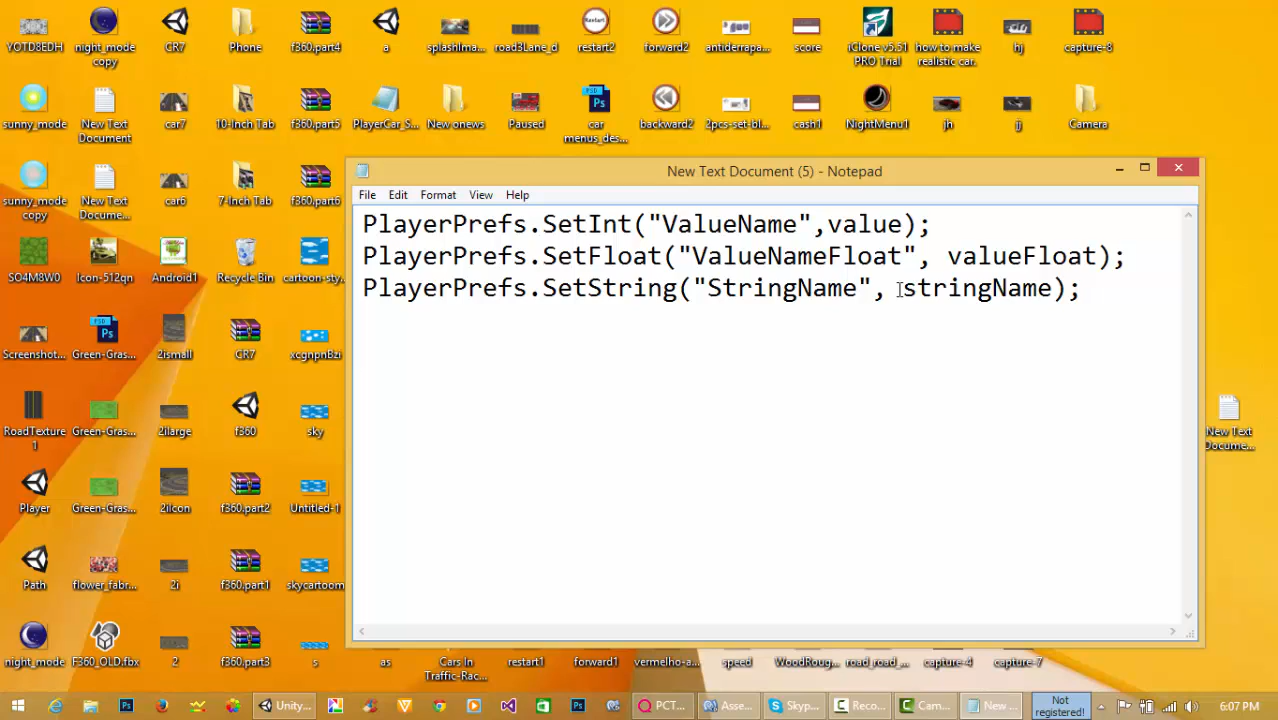 YOTD8EDH
night_mode
copy
CR7
Phone
f360.part4
a
splashIma...
road3Lane_d
restart2
forward2
antiderrapa...
score
iClone v5.51
PRO Trial
how to make
realistic car.
hj
capture-8
Restart
sunny_mode
New Text
Document
car7
10-Inch Tab
f360.part5
PlayerCar_S...
New onews
Paused
car
menus_des...
backward2
2pcs-set-bl...
cash1
NightMenu1
jh
jj
Camera
sunny_mode
copy
New Text
Docume...
car6
7-Inch Tab
f360.part6
SO4M8W0
Icon-512qn
Android1
Recycle Bin
cartoon-sty...
Screenshot...
Green-Gras...
2ismall
CR7
xcgnpnBzi
RoadTexture
1
Green-Gras...
2ilarge
f360
sky
Player
Green-Gras...
2iIcon
f360.part2
Untitled-1
Path
flower_fabr...
2i
f360.part1
skycartoom
night_mode
F360_OLD.fbx
2
f360.part3
s
as
Cars In
Traffic-Rac...
restart1
forward1
vermelho-a...
speed
WoodRoug...
road_road_...
capture-4
capture-7
New Text
Docume...
New Text Document (5) - Notepad
File Edit Format View Help
PlayerPrefs.SetInt("ValueName",value);
PlayerPrefs.SetFloat("ValueNameFloat", valueFloat);
PlayerPrefs.SetString("StringName", stringName);
Unity...
PCT...
Asse...
Skyp...
Reco...
Cam...
New ...
Not
registered!
6:07 PM